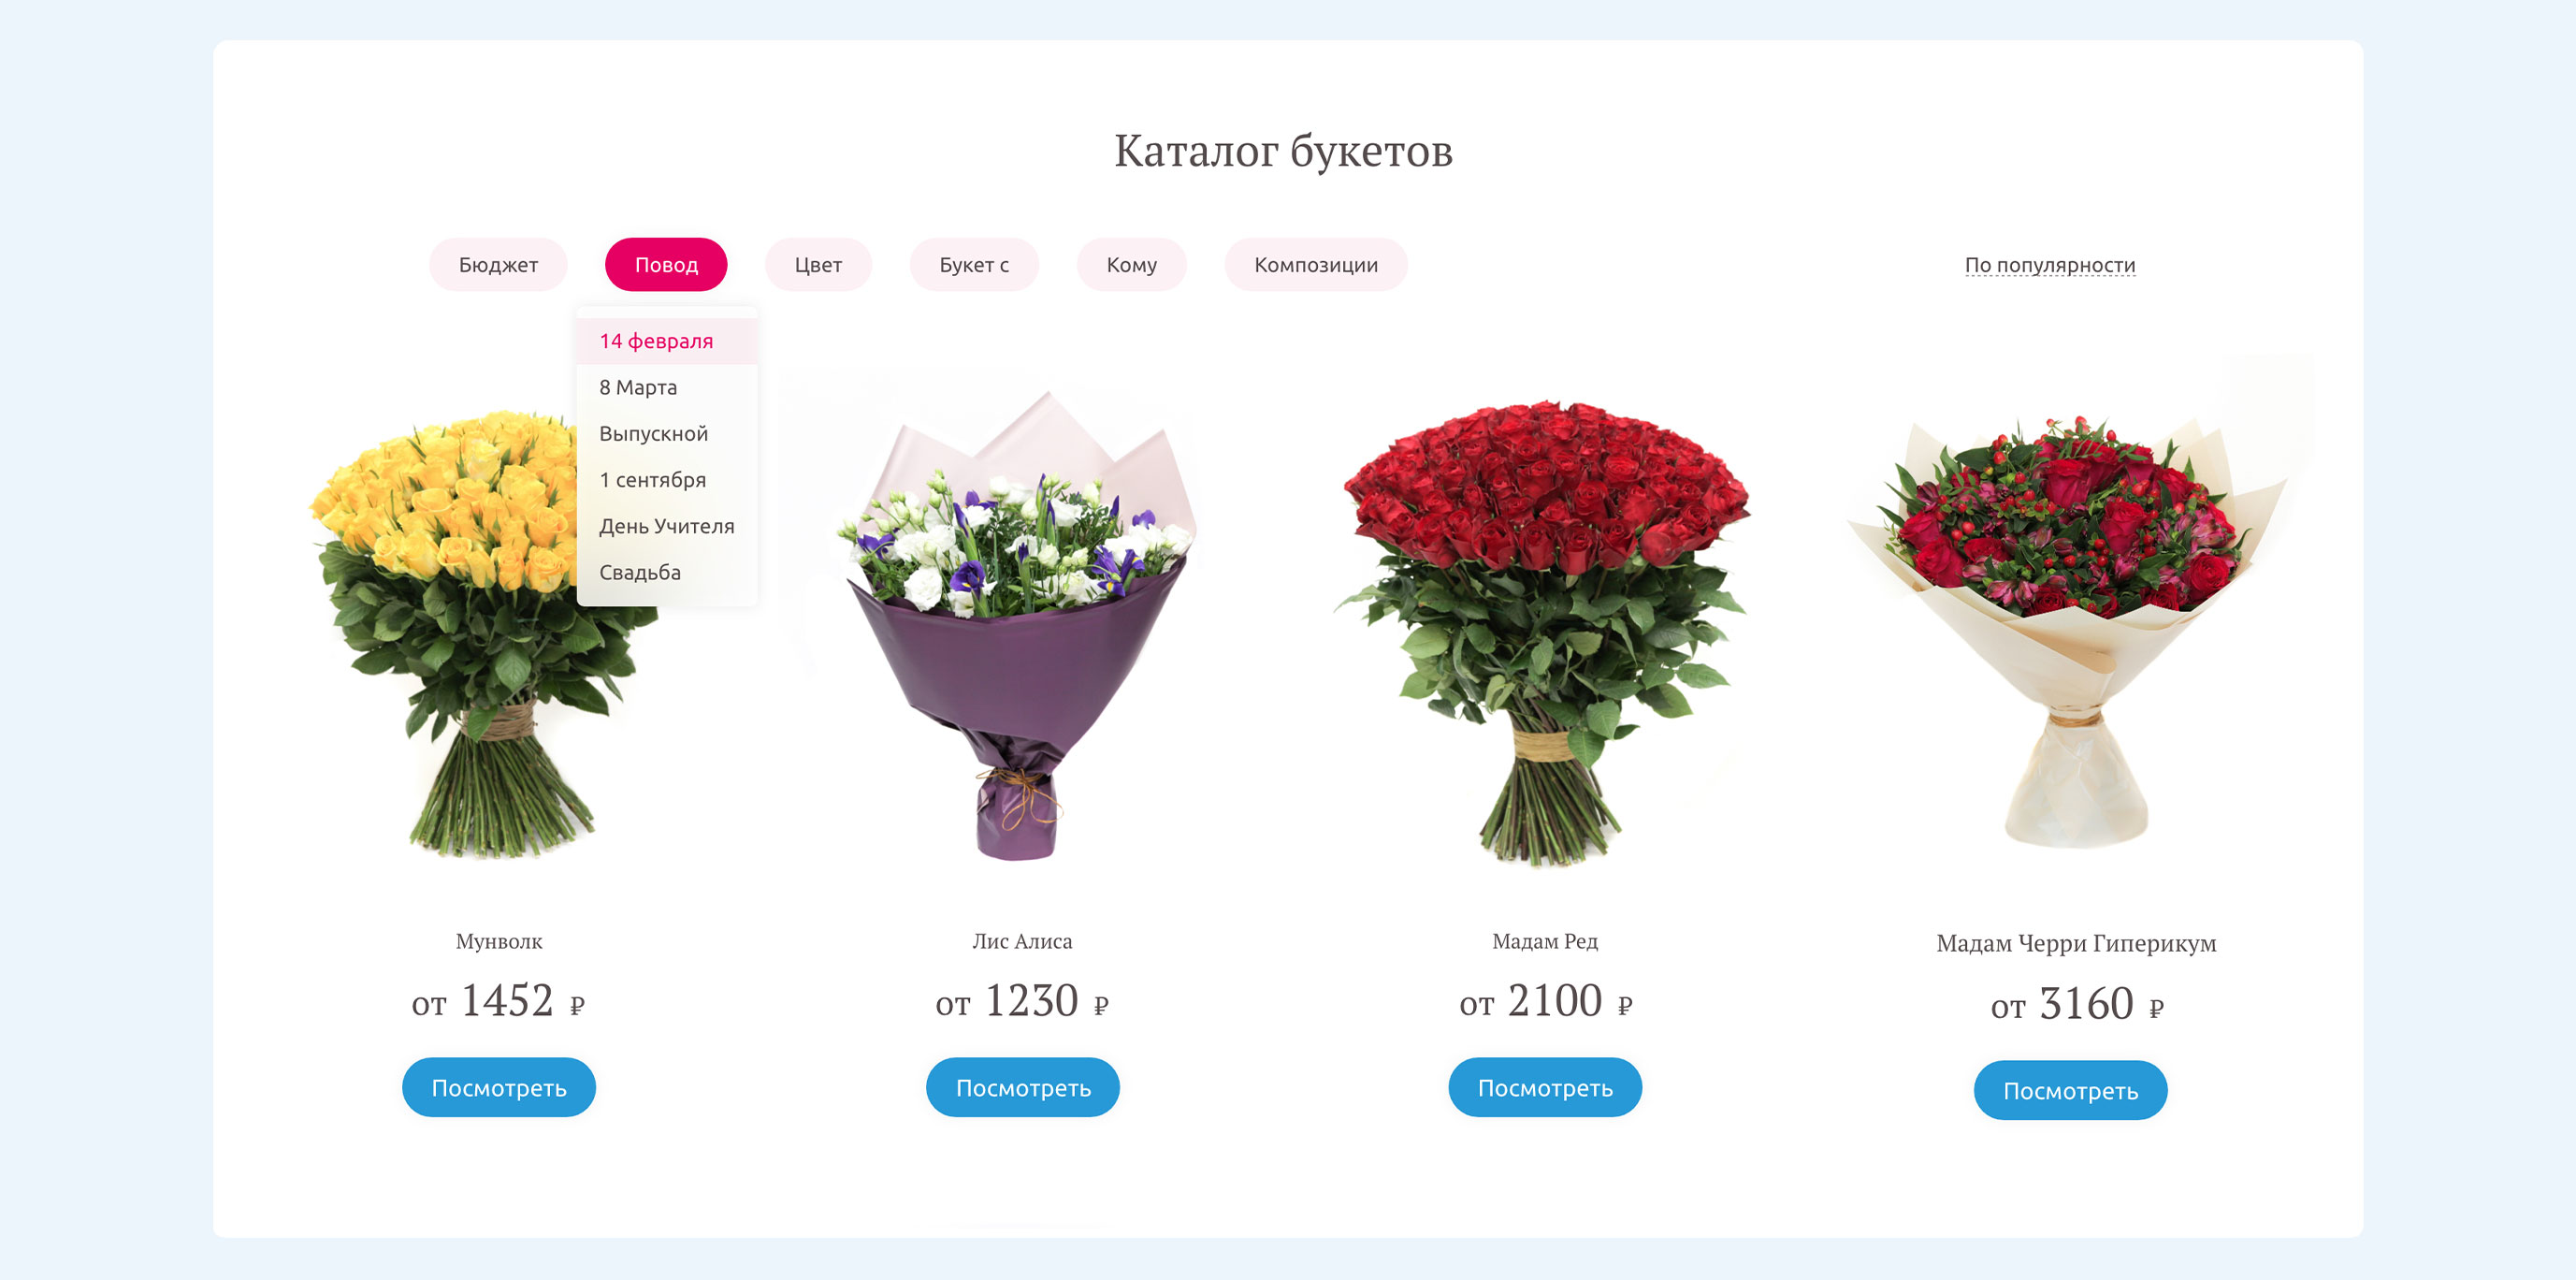 Каталог букетов
Бюджет Повод Цвет Букет с Кому Композиции По популярности
14 февраля
8 Марта
Выпускной
1 сентября
День Учителя
Свадьба
Мунволк
от 1452 ₽
Посмотреть
Лис Алиса
от 1230 ₽
Посмотреть
Мадам Ред
от 2100 ₽
Посмотреть
Мадам Черри Гиперикум
от 3160 ₽
Посмотреть